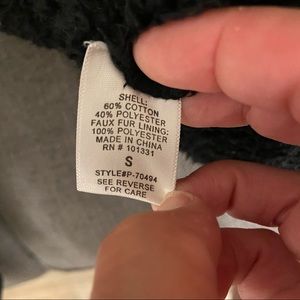 SHELL:
60% COTTON
40% POLYESTER
FAUX FUR LINING:
100% POLYESTER
MADE IN CHINA
RN # 101331
S
STYLE#P-70494
SEE REVERSE
FOR CARE